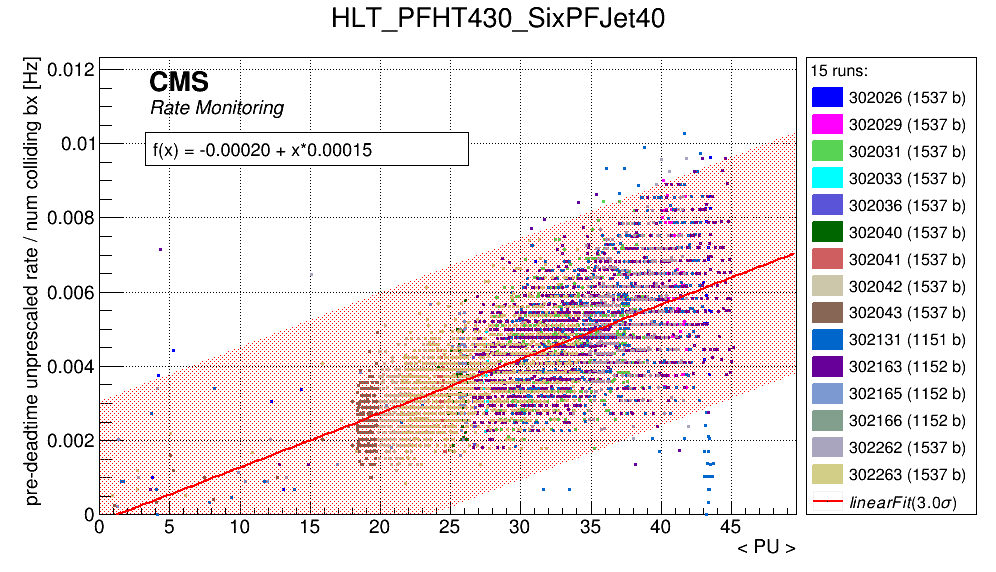 HLT_PFHT430_SixPFJet40
pre-deadtime unprescaled rate / num colliding bx [Hz]
0.012
0.01
0.008
0.006
0.004
0.002
0
CMS
Rate Monitoring
f(x) = -0.00020 + x*0.00015
0 5 10 15 20 25 30 35 40 45
< PU >
15 runs:
302026 (1537 b)
302029 (1537 b)
302031 (1537 b)
302033 (1537 b)
302036 (1537 b)
302040 (1537 b)
302041 (1537 b)
302042 (1537 b)
302043 (1537 b)
302131 (1151 b)
302163 (1152 b)
302165 (1152 b)
302166 (1152 b)
302262 (1537 b)
302263 (1537 b)
linearFit(3.0σ)